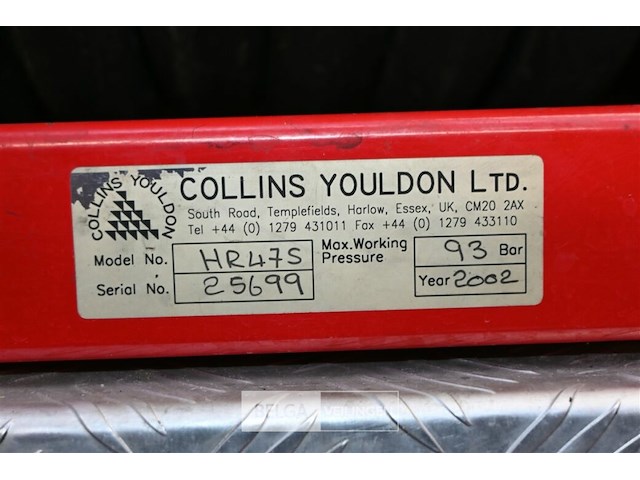 COLLINS YOULDON
COLLINS YOULDON LTD.
South Road, Templefields, Harlow, Essex, UK, CM20 2AX
Tel +44 (0) 1279 431011 Fax +44 (0) 1279 433110
Model No. HR47S
Max.Working Pressure 93 Bar
Serial No. 25699
Year 2002
BELGA